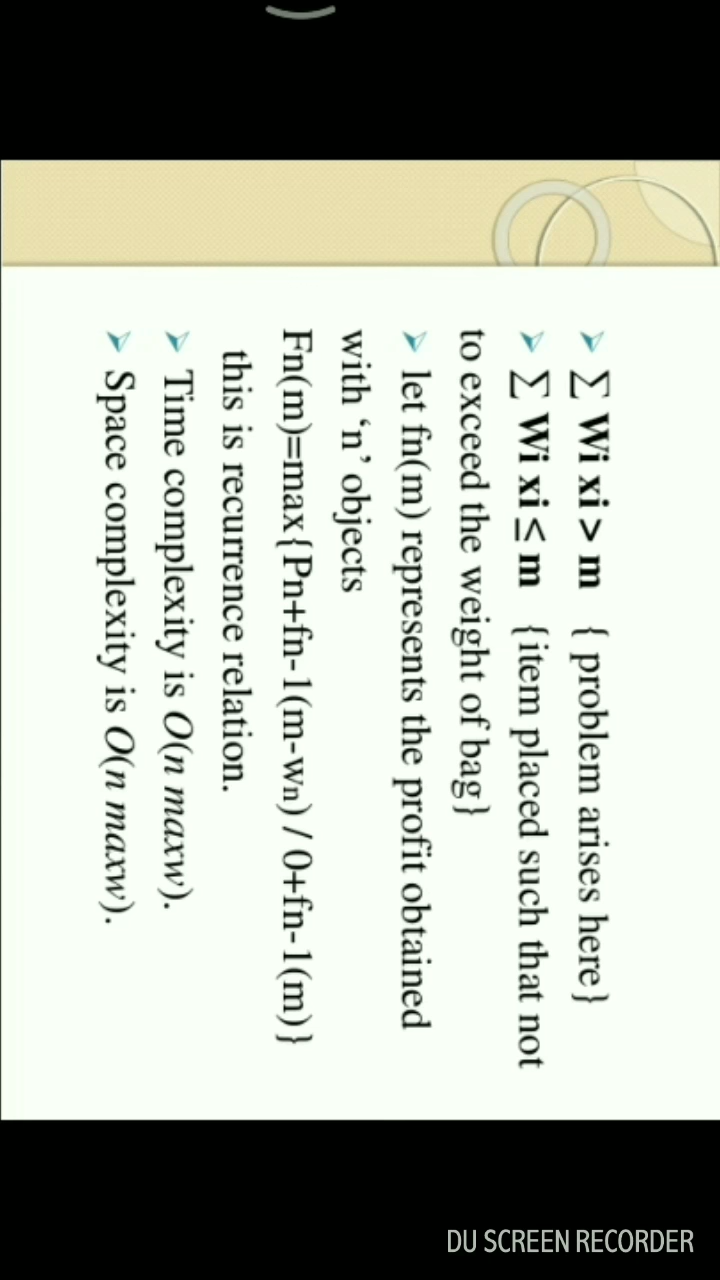 ∑ Wi xi > m { problem arises here}
∑ Wi xi ≤ m {item placed such that not
to exceed the weight of bag}
let fn(m) represents the profit obtained
with ‘n’ objects
Fn(m)=max{Pn+fn-1(m-wn) / 0+fn-1(m)}
this is recurrence relation.
Time complexity is O(n maxw).
Space complexity is O(n maxw).
DU SCREEN RECORDER